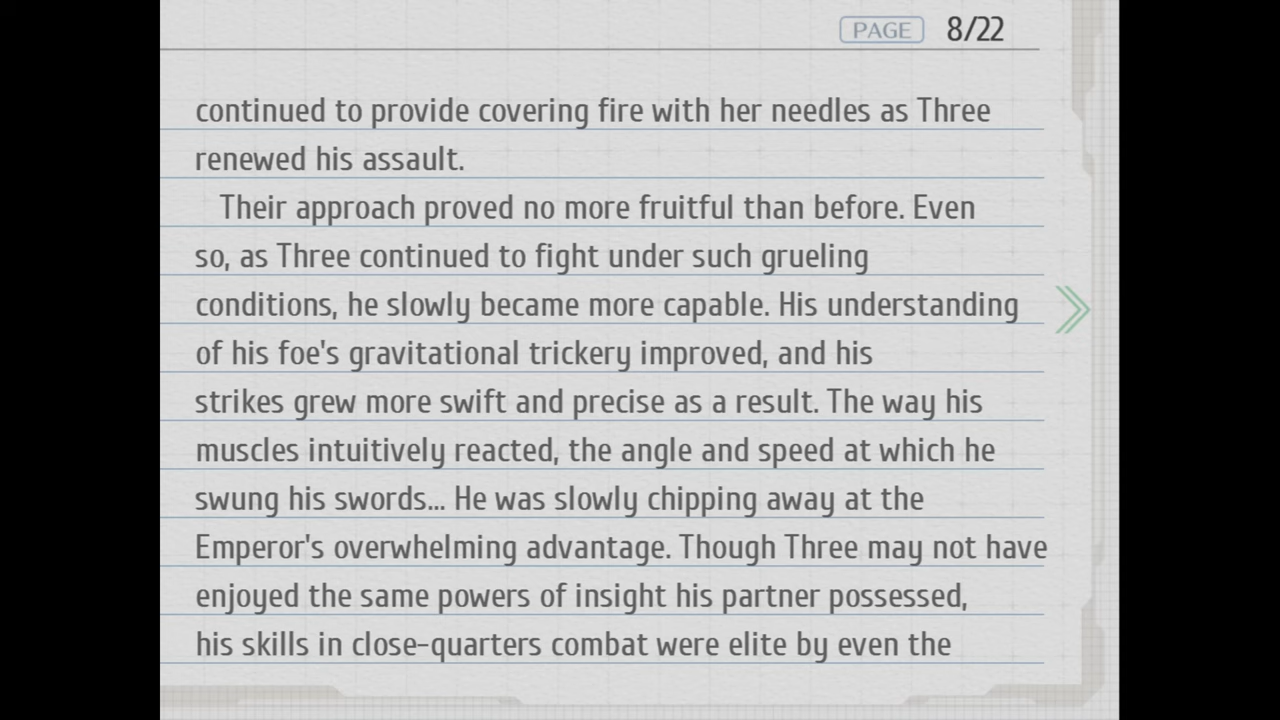 PAGE 8/22
continued to provide covering fire with her needles as Three
renewed his assault.
Their approach proved no more fruitful than before. Even
so, as Three continued to fight under such grueling
conditions, he slowly became more capable. His understanding
of his foe's gravitational trickery improved, and his
strikes grew more swift and precise as a result. The way his
muscles intuitively reacted, the angle and speed at which he
swung his swords... He was slowly chipping away at the
Emperor's overwhelming advantage. Though Three may not have
enjoyed the same powers of insight his partner possessed,
his skills in close-quarters combat were elite by even the